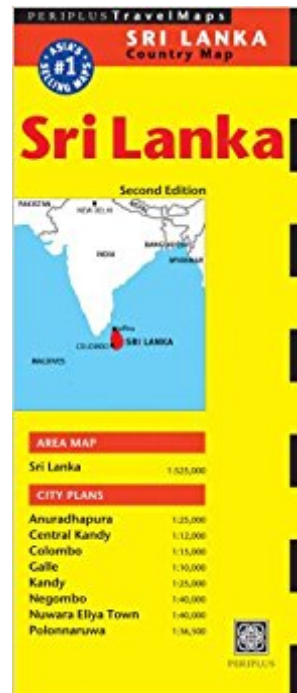 PERIPLUS TravelMaps
SRI LANKA
Country Map
ASIA'S
#1
SELLING MAPS
Sri Lanka
Second Edition
PAKISTAN
NEW DELHI
INDIA
MYANMAR
COLOMBO
SRI LANKA
MALDIVES
AREA MAP
Sri Lanka 1:525,000
CITY PLANS
Anuradhapura 1:25,000
Central Kandy 1:12,000
Colombo 1:15,000
Galle 1:10,000
Kandy 1:25,000
Negombo 1:40,000
Nuwara Eliya Town 1:40,000
Polonnaruwa 1:36,500
PERIPLUS